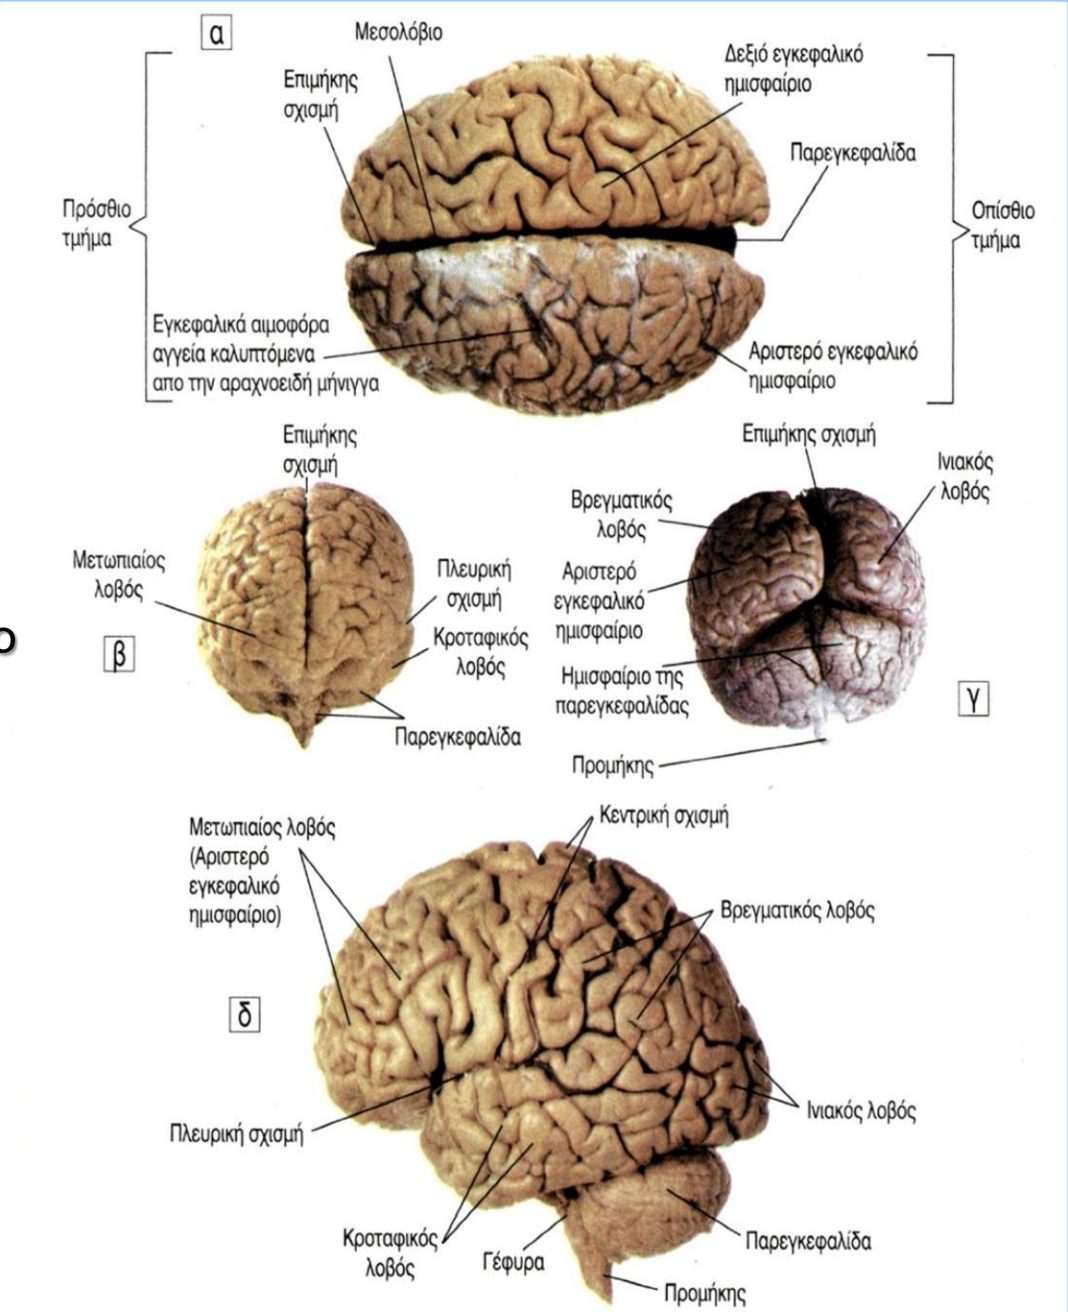 α
Μεσολόβιο
Επιμήκης
σχισμή
Δεξιό εγκεφαλικό
ημισφαίριο
Παρεγκεφαλίδα
Πρόσθιο
τμήμα
Οπίσθιο
τμήμα
Εγκεφαλικά αιμοφόρα
αγγεία καλυπτόμενα
απο την αραχνοειδή μήνιγγα
Αριστερό εγκεφαλικό
ημισφαίριο
Επιμήκης
σχισμή
Μετωπιαίος
λοβός
Πλευρική
σχισμή
Κροταφικός
λοβός
Παρεγκεφαλίδα
β
Επιμήκης σχισμή
Ινιακός
λοβός
Βρεγματικός
λοβός
Αριστερό
εγκεφαλικό
ημισφαίριο
Ημισφαίριο της
παρεγκεφαλίδας
Προμήκης
γ
ο
Κεντρική σχισμή
Μετωπιαίος λοβός
(Αριστερό
εγκεφαλικό
ημισφαίριο)
Βρεγματικός λοβός
δ
Ινιακός λοβός
Πλευρική σχισμή
Κροταφικός
λοβός
Γέφυρα
Παρεγκεφαλίδα
Προμήκης